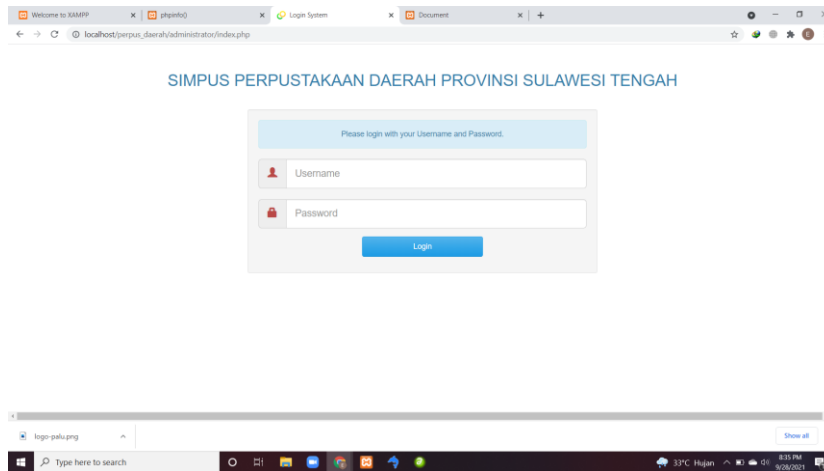 Welcome to XAMPP
phpinfo()
Login System
Document
localhost/perpus_daerah/administrator/index.php
E
SIMPUS PERPUSTAKAAN DAERAH PROVINSI SULAWESI TENGAH
Please login with your Username and Password.
Username
Password
Login
logo-palu.png
Show all
Type here to search
33°C Hujan
8:35 PM
9/28/2021